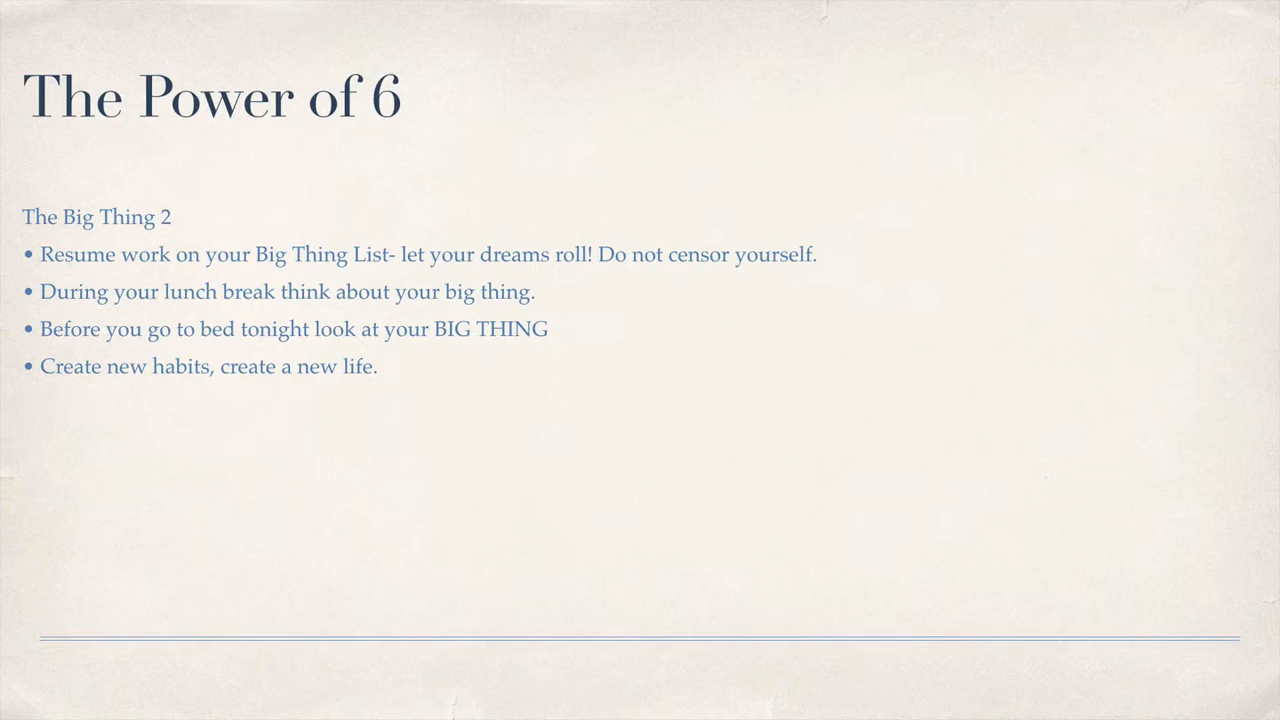 The Power of 6
The Big Thing 2
• Resume work on your Big Thing List- let your dreams roll! Do not censor yourself.
• During your lunch break think about your big thing.
• Before you go to bed tonight look at your BIG THING
• Create new habits, create a new life.